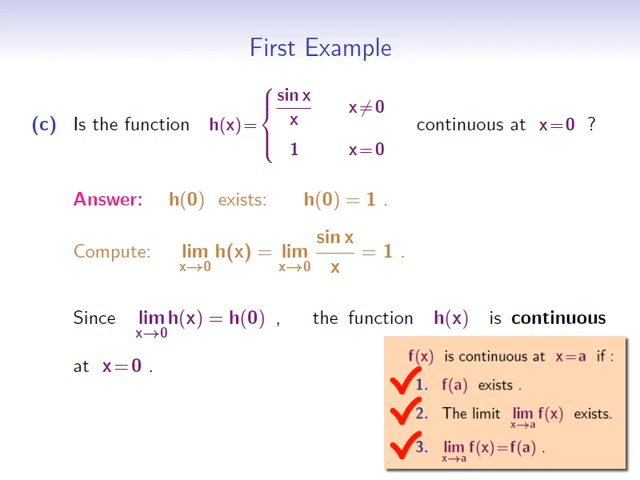 First Example
(c) Is the function h(x)= { sin x / x  x≠0 ; 1  x=0 continuous at x=0 ?
Answer: h(0) exists: h(0) = 1 .
Compute: lim x→0 h(x) = lim x→0 sin x / x = 1 .
Since lim x→0 h(x) = h(0) , the function h(x) is continuous
at x=0 .
f(x) is continuous at x=a if :
1. f(a) exists .
2. The limit lim x→a f(x) exists.
3. lim x→a f(x)=f(a) .